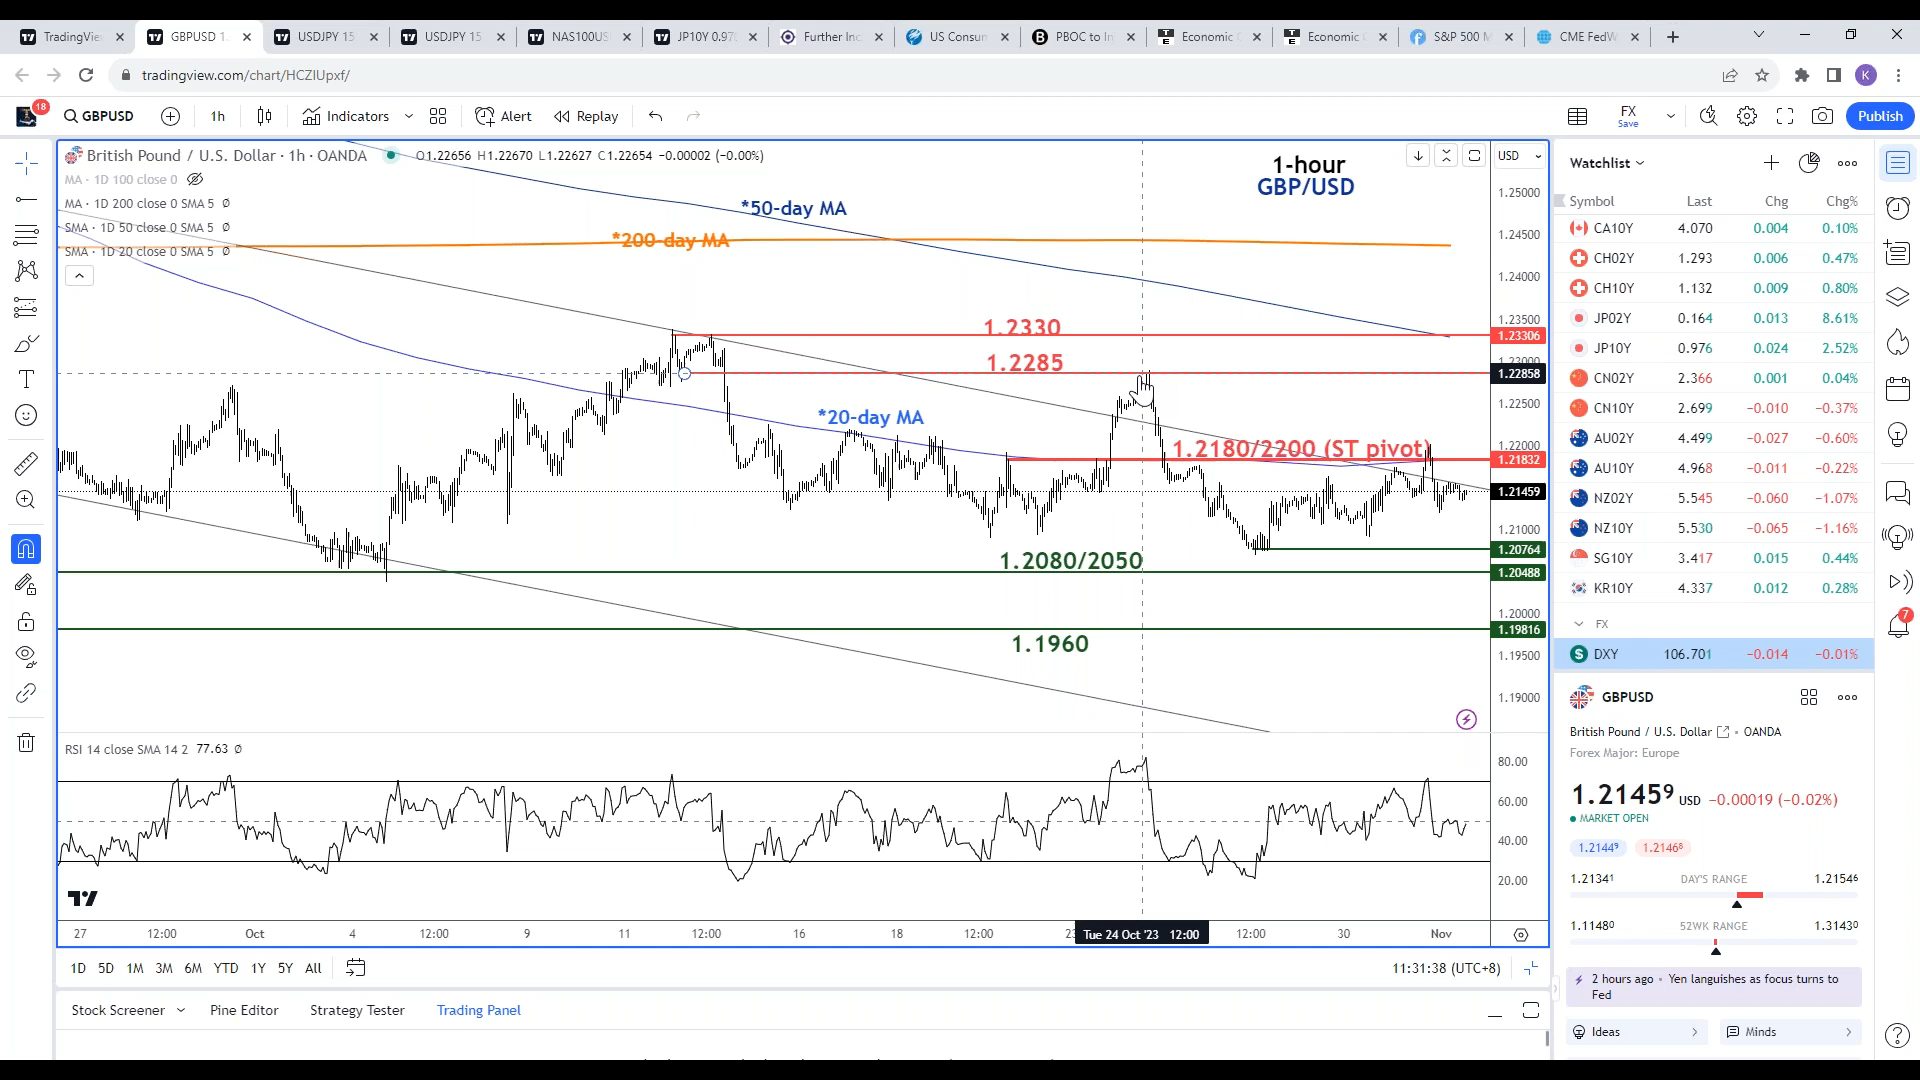 TradingVie
GBPUSD 1.
USDJPY 15
USDJPY 15
NAS100US
JP10Y 0.97
Further Inc
US Consum
PBOC to In
Economic C
Economic C
S&P 500 M
CME FedW
tradingview.com/chart/HCZIUpxf/
K
18
GBPUSD
1h
Indicators
Alert
Replay
FX
Save
Publish
British Pound / U.S. Dollar · 1h · OANDA
O1.22656 H1.22670 L1.22627 C1.22654 −0.00002 (−0.00%)
MA · 1D 100 close 0
MA · 1D 200 close 0 SMA 5 Ø
SMA · 1D 50 close 0 SMA 5 Ø
SMA · 1D 20 close 0 SMA 5 Ø
1-hour
GBP/USD
*50-day MA
*200-day MA
1.2330
1.2285
*20-day MA
1.2180/2200 (ST pivot)
1.2080/2050
1.1960
USD
1.25000
1.24500
1.24000
1.23500
1.23306
1.23000
1.22858
1.22500
1.22000
1.21832
1.21459
1.21000
1.20764
1.20488
1.20000
1.19816
1.19500
1.19000
RSI 14 close SMA 14 2 77.63 Ø
80.00
60.00
40.00
20.00
27 12:00 Oct 4 12:00 9 11 12:00 16 18 12:00 23 Tue 24 Oct '23 12:00 12:00 30 Nov
1D 5D 1M 3M 6M YTD 1Y 5Y All
11:31:38 (UTC+8)
Stock Screener
Pine Editor
Strategy Tester
Trading Panel
Watchlist
Symbol Last Chg Chg%
CA10Y 4.070 0.004 0.10%
CH02Y 1.293 0.006 0.47%
CH10Y 1.132 0.009 0.80%
JP02Y 0.164 0.013 8.61%
JP10Y 0.976 0.024 2.52%
CN02Y 2.366 0.001 0.04%
CN10Y 2.699 −0.010 −0.37%
AU02Y 4.499 −0.027 −0.60%
AU10Y 4.968 −0.011 −0.22%
NZ02Y 5.545 −0.060 −1.07%
NZ10Y 5.530 −0.065 −1.16%
SG10Y 3.417 0.015 0.44%
KR10Y 4.337 0.012 0.28%
FX
DXY 106.701 −0.014 −0.01%
GBPUSD
British Pound / U.S. Dollar · OANDA
Forex Major: Europe
1.21459 USD −0.00019 (−0.02%)
MARKET OPEN
1.21449 1.21468
1.21341 DAY'S RANGE 1.21546
1.11480 52WK RANGE 1.31430
2 hours ago · Yen languishes as focus turns to
Fed
Ideas
Minds
7